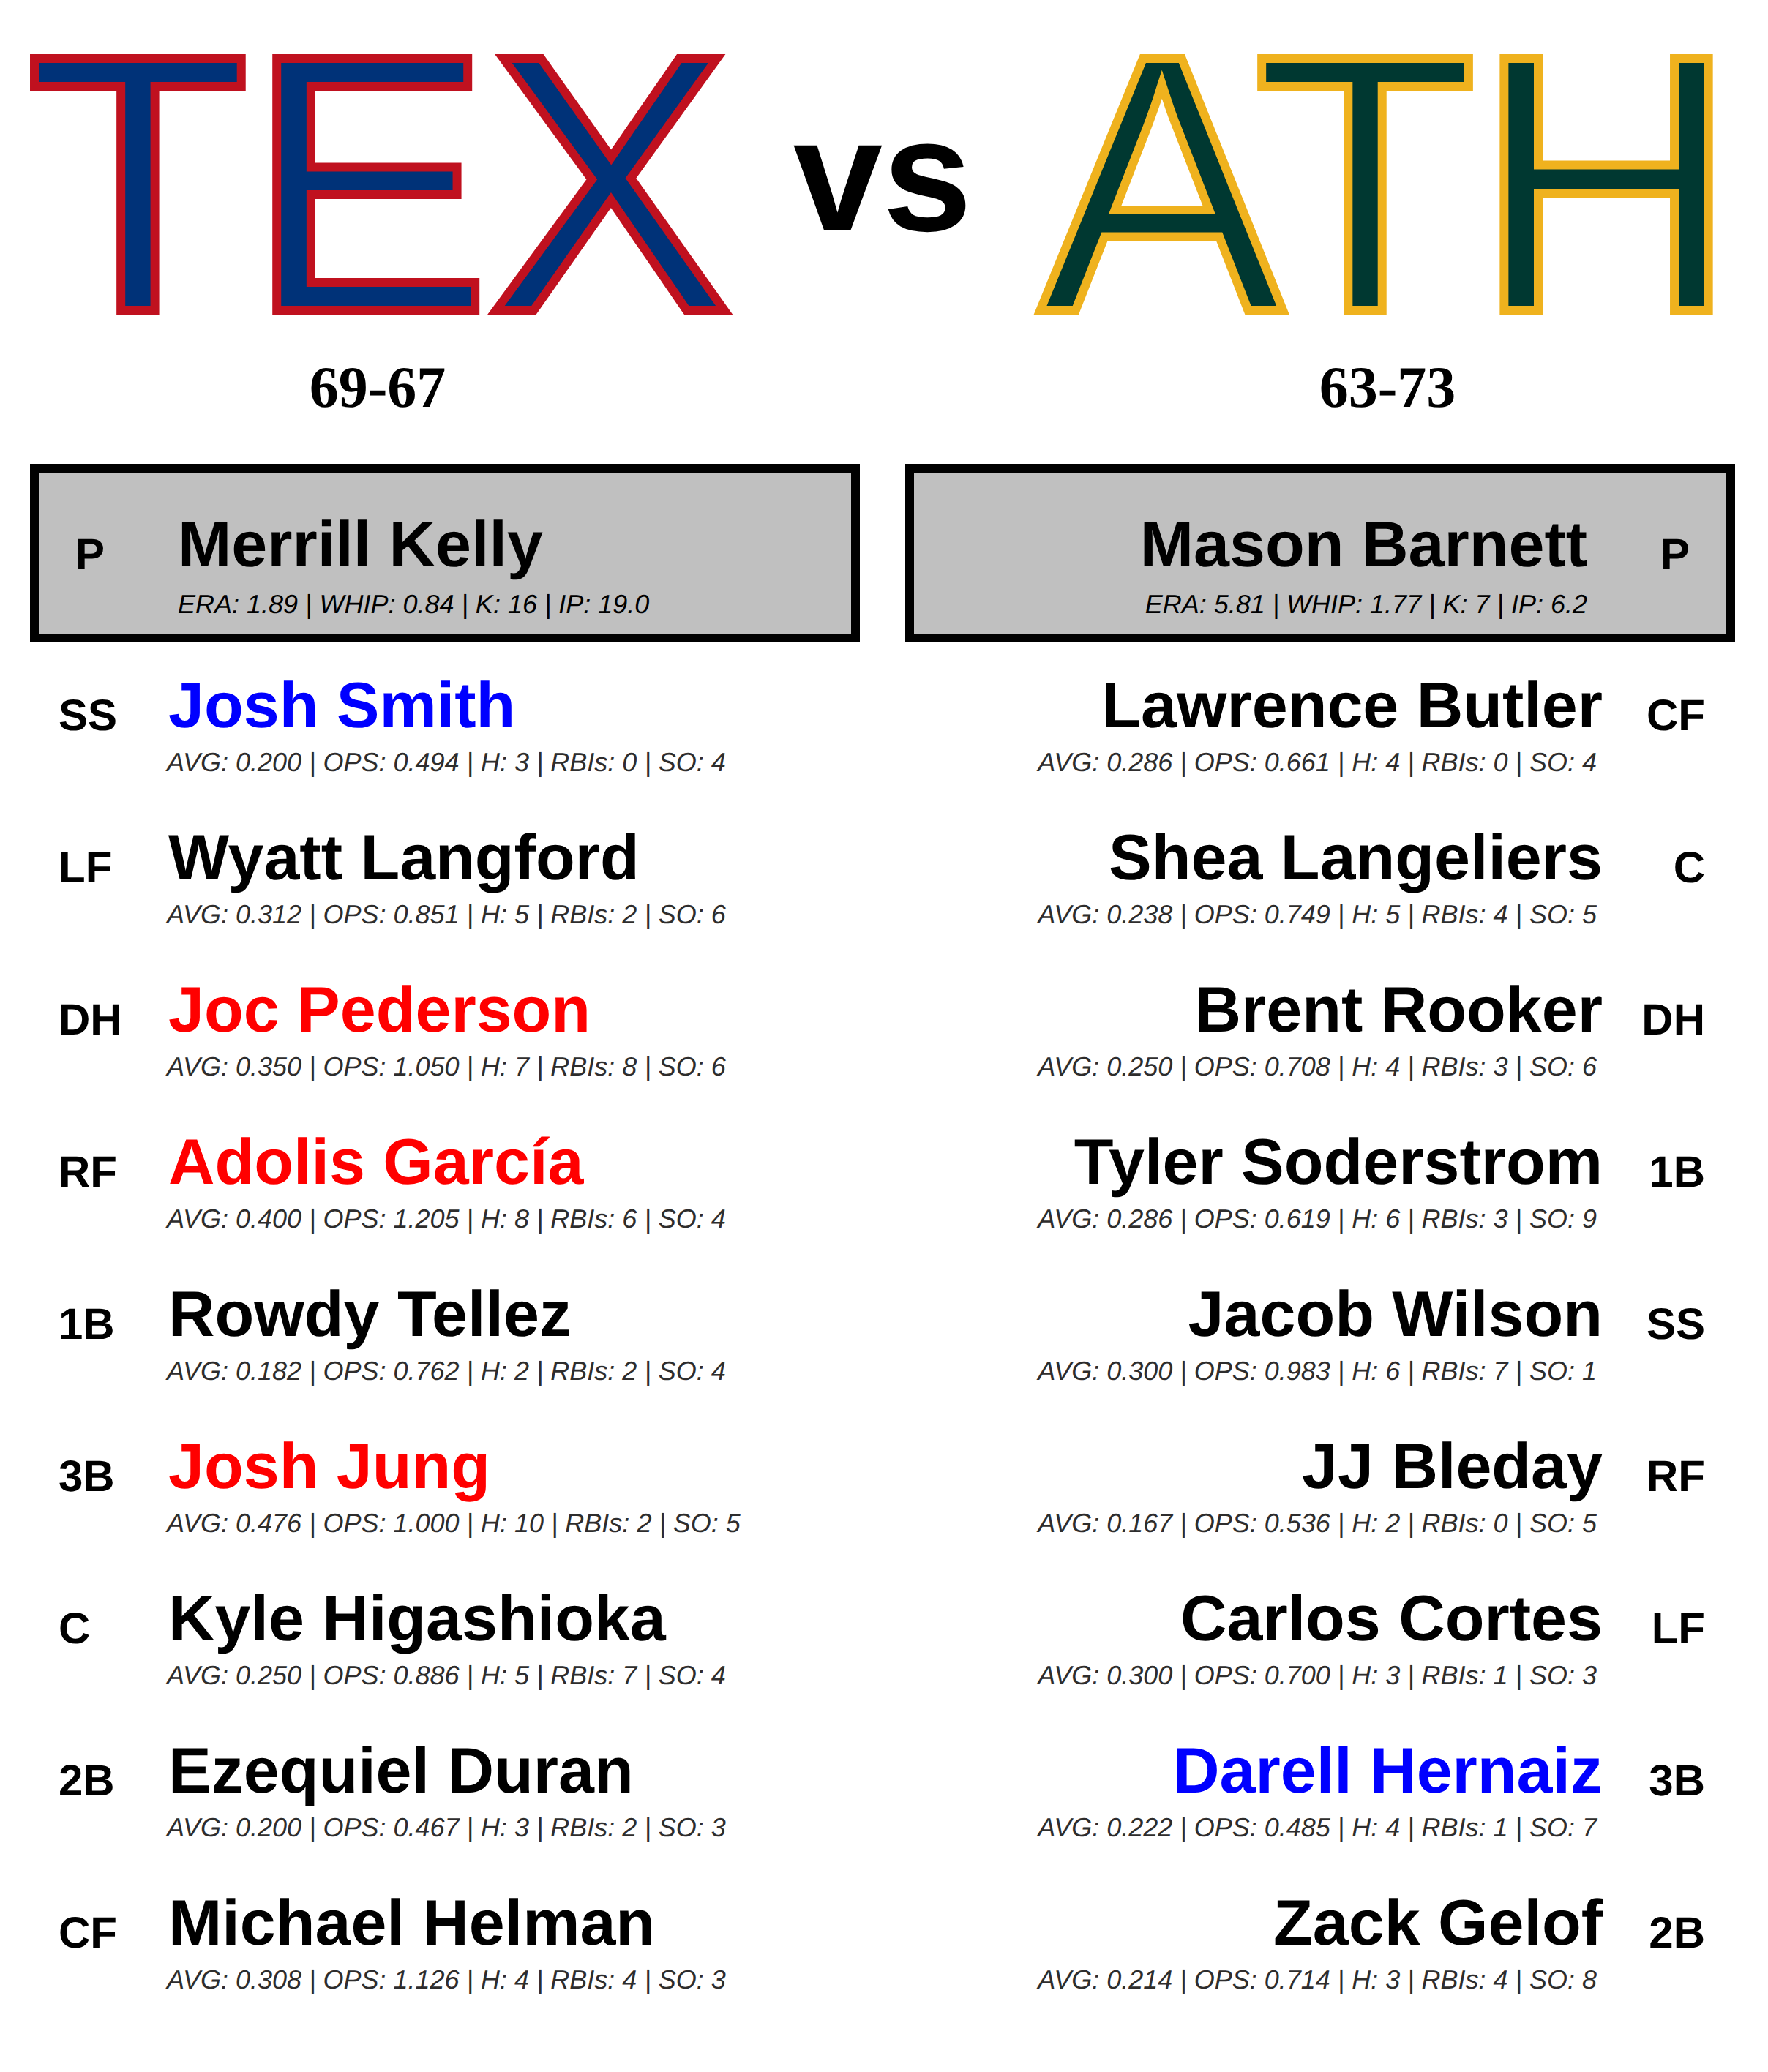 TEX vs ATH
69-67
63-73
P Merrill Kelly
ERA: 1.89 | WHIP: 0.84 | K: 16 | IP: 19.0
Mason Barnett P
ERA: 5.81 | WHIP: 1.77 | K: 7 | IP: 6.2
SS Josh Smith
AVG: 0.200 | OPS: 0.494 | H: 3 | RBIs: 0 | SO: 4
LF Wyatt Langford
AVG: 0.312 | OPS: 0.851 | H: 5 | RBIs: 2 | SO: 6
DH Joc Pederson
AVG: 0.350 | OPS: 1.050 | H: 7 | RBIs: 8 | SO: 6
RF Adolis García
AVG: 0.400 | OPS: 1.205 | H: 8 | RBIs: 6 | SO: 4
1B Rowdy Tellez
AVG: 0.182 | OPS: 0.762 | H: 2 | RBIs: 2 | SO: 4
3B Josh Jung
AVG: 0.476 | OPS: 1.000 | H: 10 | RBIs: 2 | SO: 5
C Kyle Higashioka
AVG: 0.250 | OPS: 0.886 | H: 5 | RBIs: 7 | SO: 4
2B Ezequiel Duran
AVG: 0.200 | OPS: 0.467 | H: 3 | RBIs: 2 | SO: 3
CF Michael Helman
AVG: 0.308 | OPS: 1.126 | H: 4 | RBIs: 4 | SO: 3
Lawrence Butler CF
AVG: 0.286 | OPS: 0.661 | H: 4 | RBIs: 0 | SO: 4
Shea Langeliers C
AVG: 0.238 | OPS: 0.749 | H: 5 | RBIs: 4 | SO: 5
Brent Rooker DH
AVG: 0.250 | OPS: 0.708 | H: 4 | RBIs: 3 | SO: 6
Tyler Soderstrom 1B
AVG: 0.286 | OPS: 0.619 | H: 6 | RBIs: 3 | SO: 9
Jacob Wilson SS
AVG: 0.300 | OPS: 0.983 | H: 6 | RBIs: 7 | SO: 1
JJ Bleday RF
AVG: 0.167 | OPS: 0.536 | H: 2 | RBIs: 0 | SO: 5
Carlos Cortes LF
AVG: 0.300 | OPS: 0.700 | H: 3 | RBIs: 1 | SO: 3
Darell Hernaiz 3B
AVG: 0.222 | OPS: 0.485 | H: 4 | RBIs: 1 | SO: 7
Zack Gelof 2B
AVG: 0.214 | OPS: 0.714 | H: 3 | RBIs: 4 | SO: 8